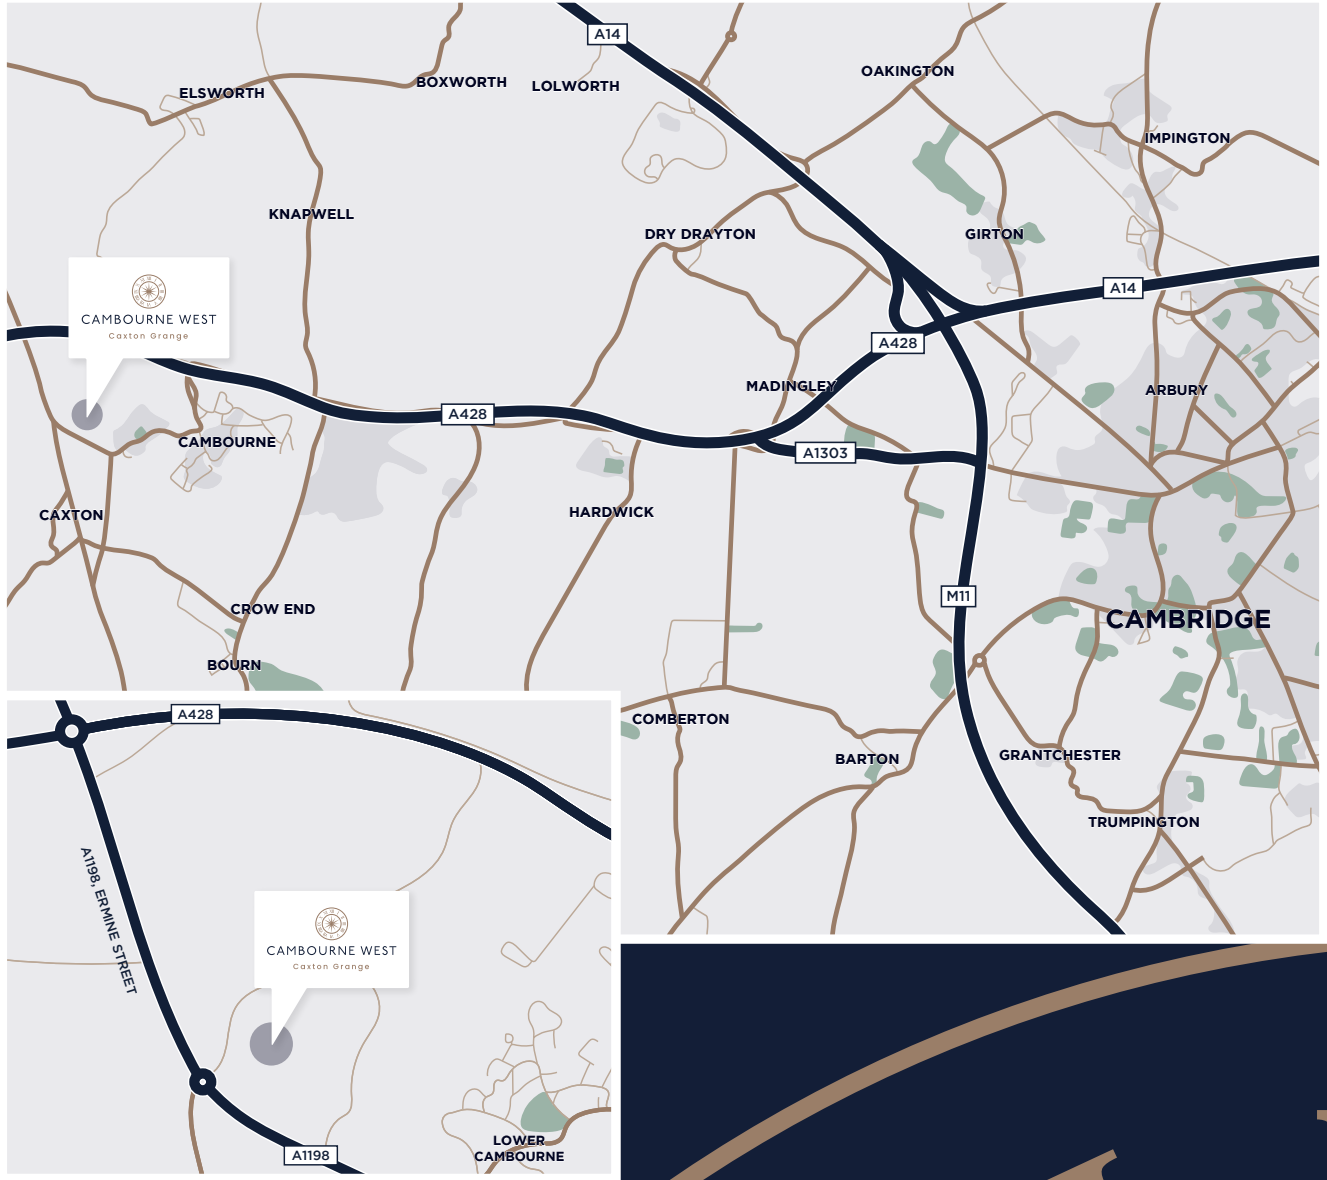 A14
OAKINGTON
BOXWORTH
LOLWORTH
ELSWORTH
IMPINGTON
KNAPWELL
DRY DRAYTON
GIRTON
A14
CAMBOURNE WEST
Caxton Grange
A428
MADINGLEY
ARBURY
A428
CAMBOURNE
A1303
HARDWICK
CAXTON
M11
CROW END
CAMBRIDGE
BOURN
COMBERTON
GRANTCHESTER
BARTON
TRUMPINGTON
A428
A1198, ERMINE STREET
CAMBOURNE WEST
Caxton Grange
LOWER
CAMBOURNE
A1198